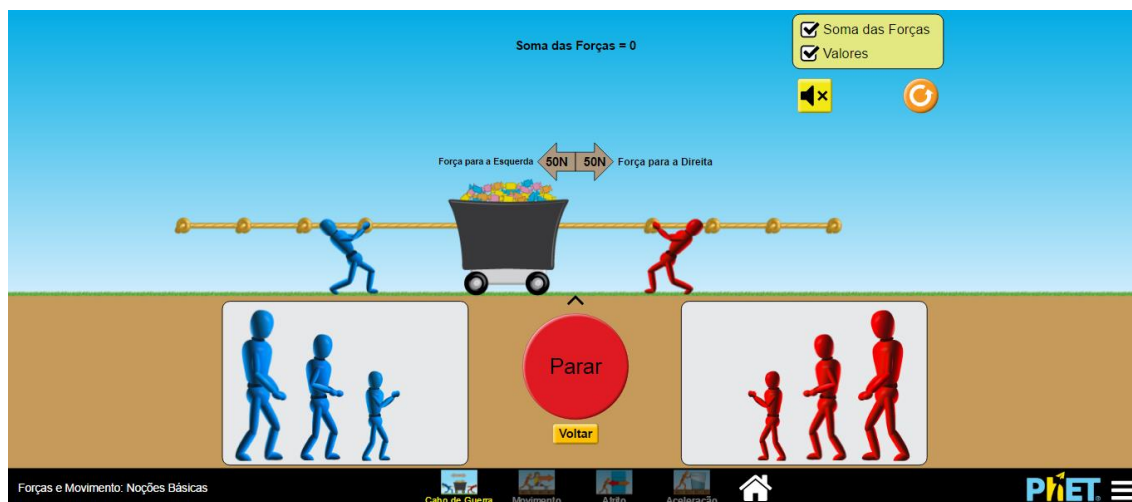 Soma das Forças = 0
Soma das Forças
Valores
Força para a Esquerda 50N 50N Força para a Direita
Parar
Voltar
Forças e Movimento: Noções Básicas
Cabo de Guerra
Movimento
Atrito
Aceleração
PhET